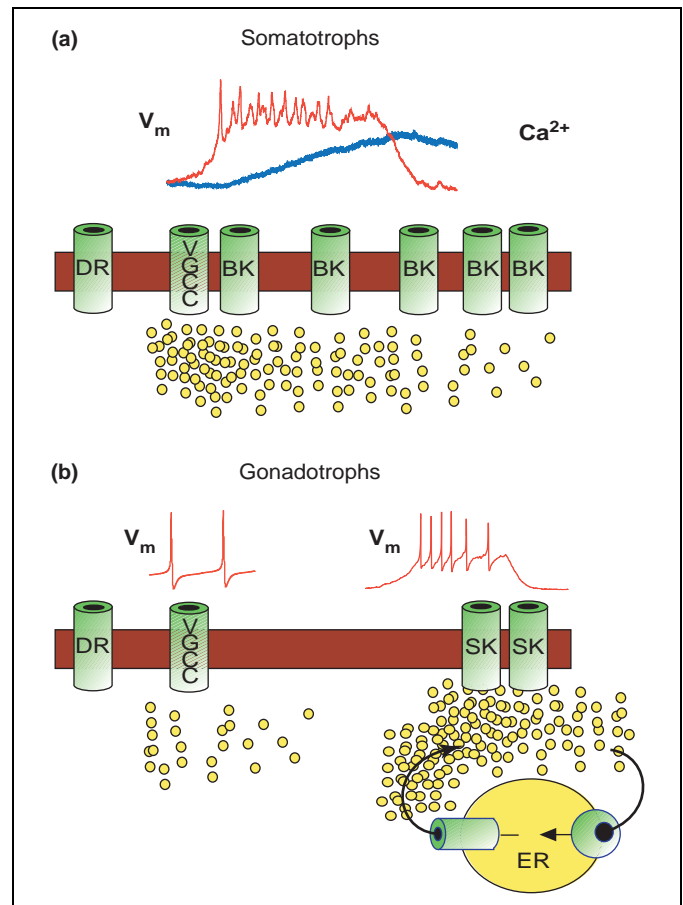 (a) Somatotrophs
Vm Ca2+
DR VGCC BK BK BK BK BK
(b) Gonadotrophs
Vm Vm
DR VGCC SK SK
ER